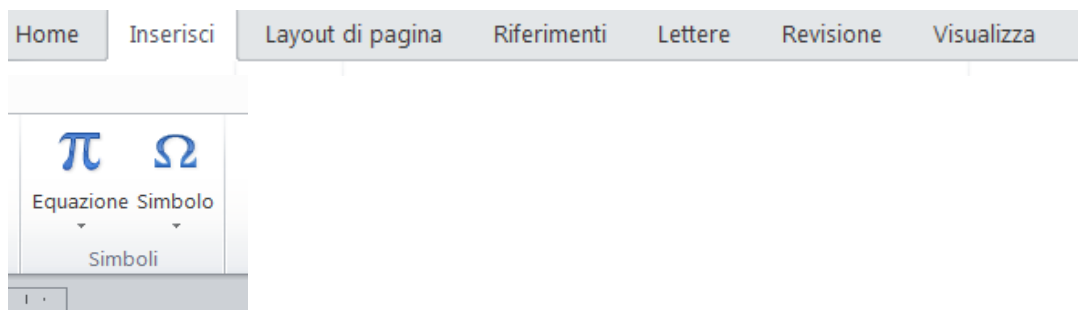 Home Inserisci Layout di pagina Riferimenti Lettere Revisione Visualizza
π Ω
Equazione Simbolo
Simboli